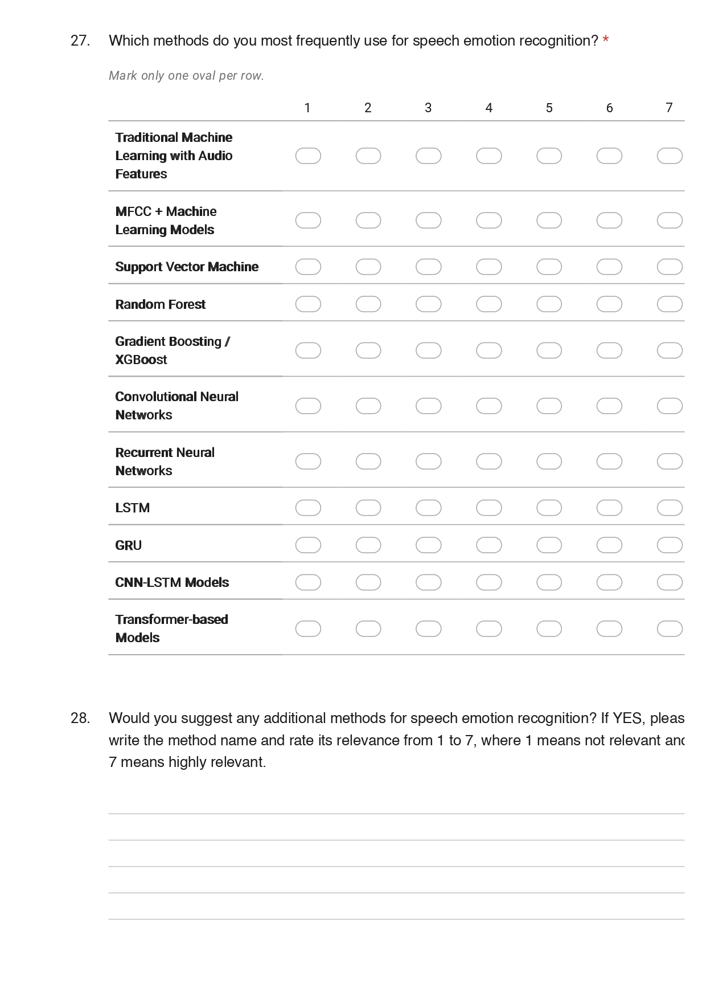 27. Which methods do you most frequently use for speech emotion recognition? *
Mark only one oval per row.
1 2 3 4 5 6 7
Traditional Machine
Learning with Audio
Features
MFCC + Machine
Learning Models
Support Vector Machine
Random Forest
Gradient Boosting /
XGBoost
Convolutional Neural
Networks
Recurrent Neural
Networks
LSTM
GRU
CNN-LSTM Models
Transformer-based
Models
28. Would you suggest any additional methods for speech emotion recognition? If YES, pleas
write the method name and rate its relevance from 1 to 7, where 1 means not relevant and
7 means highly relevant.